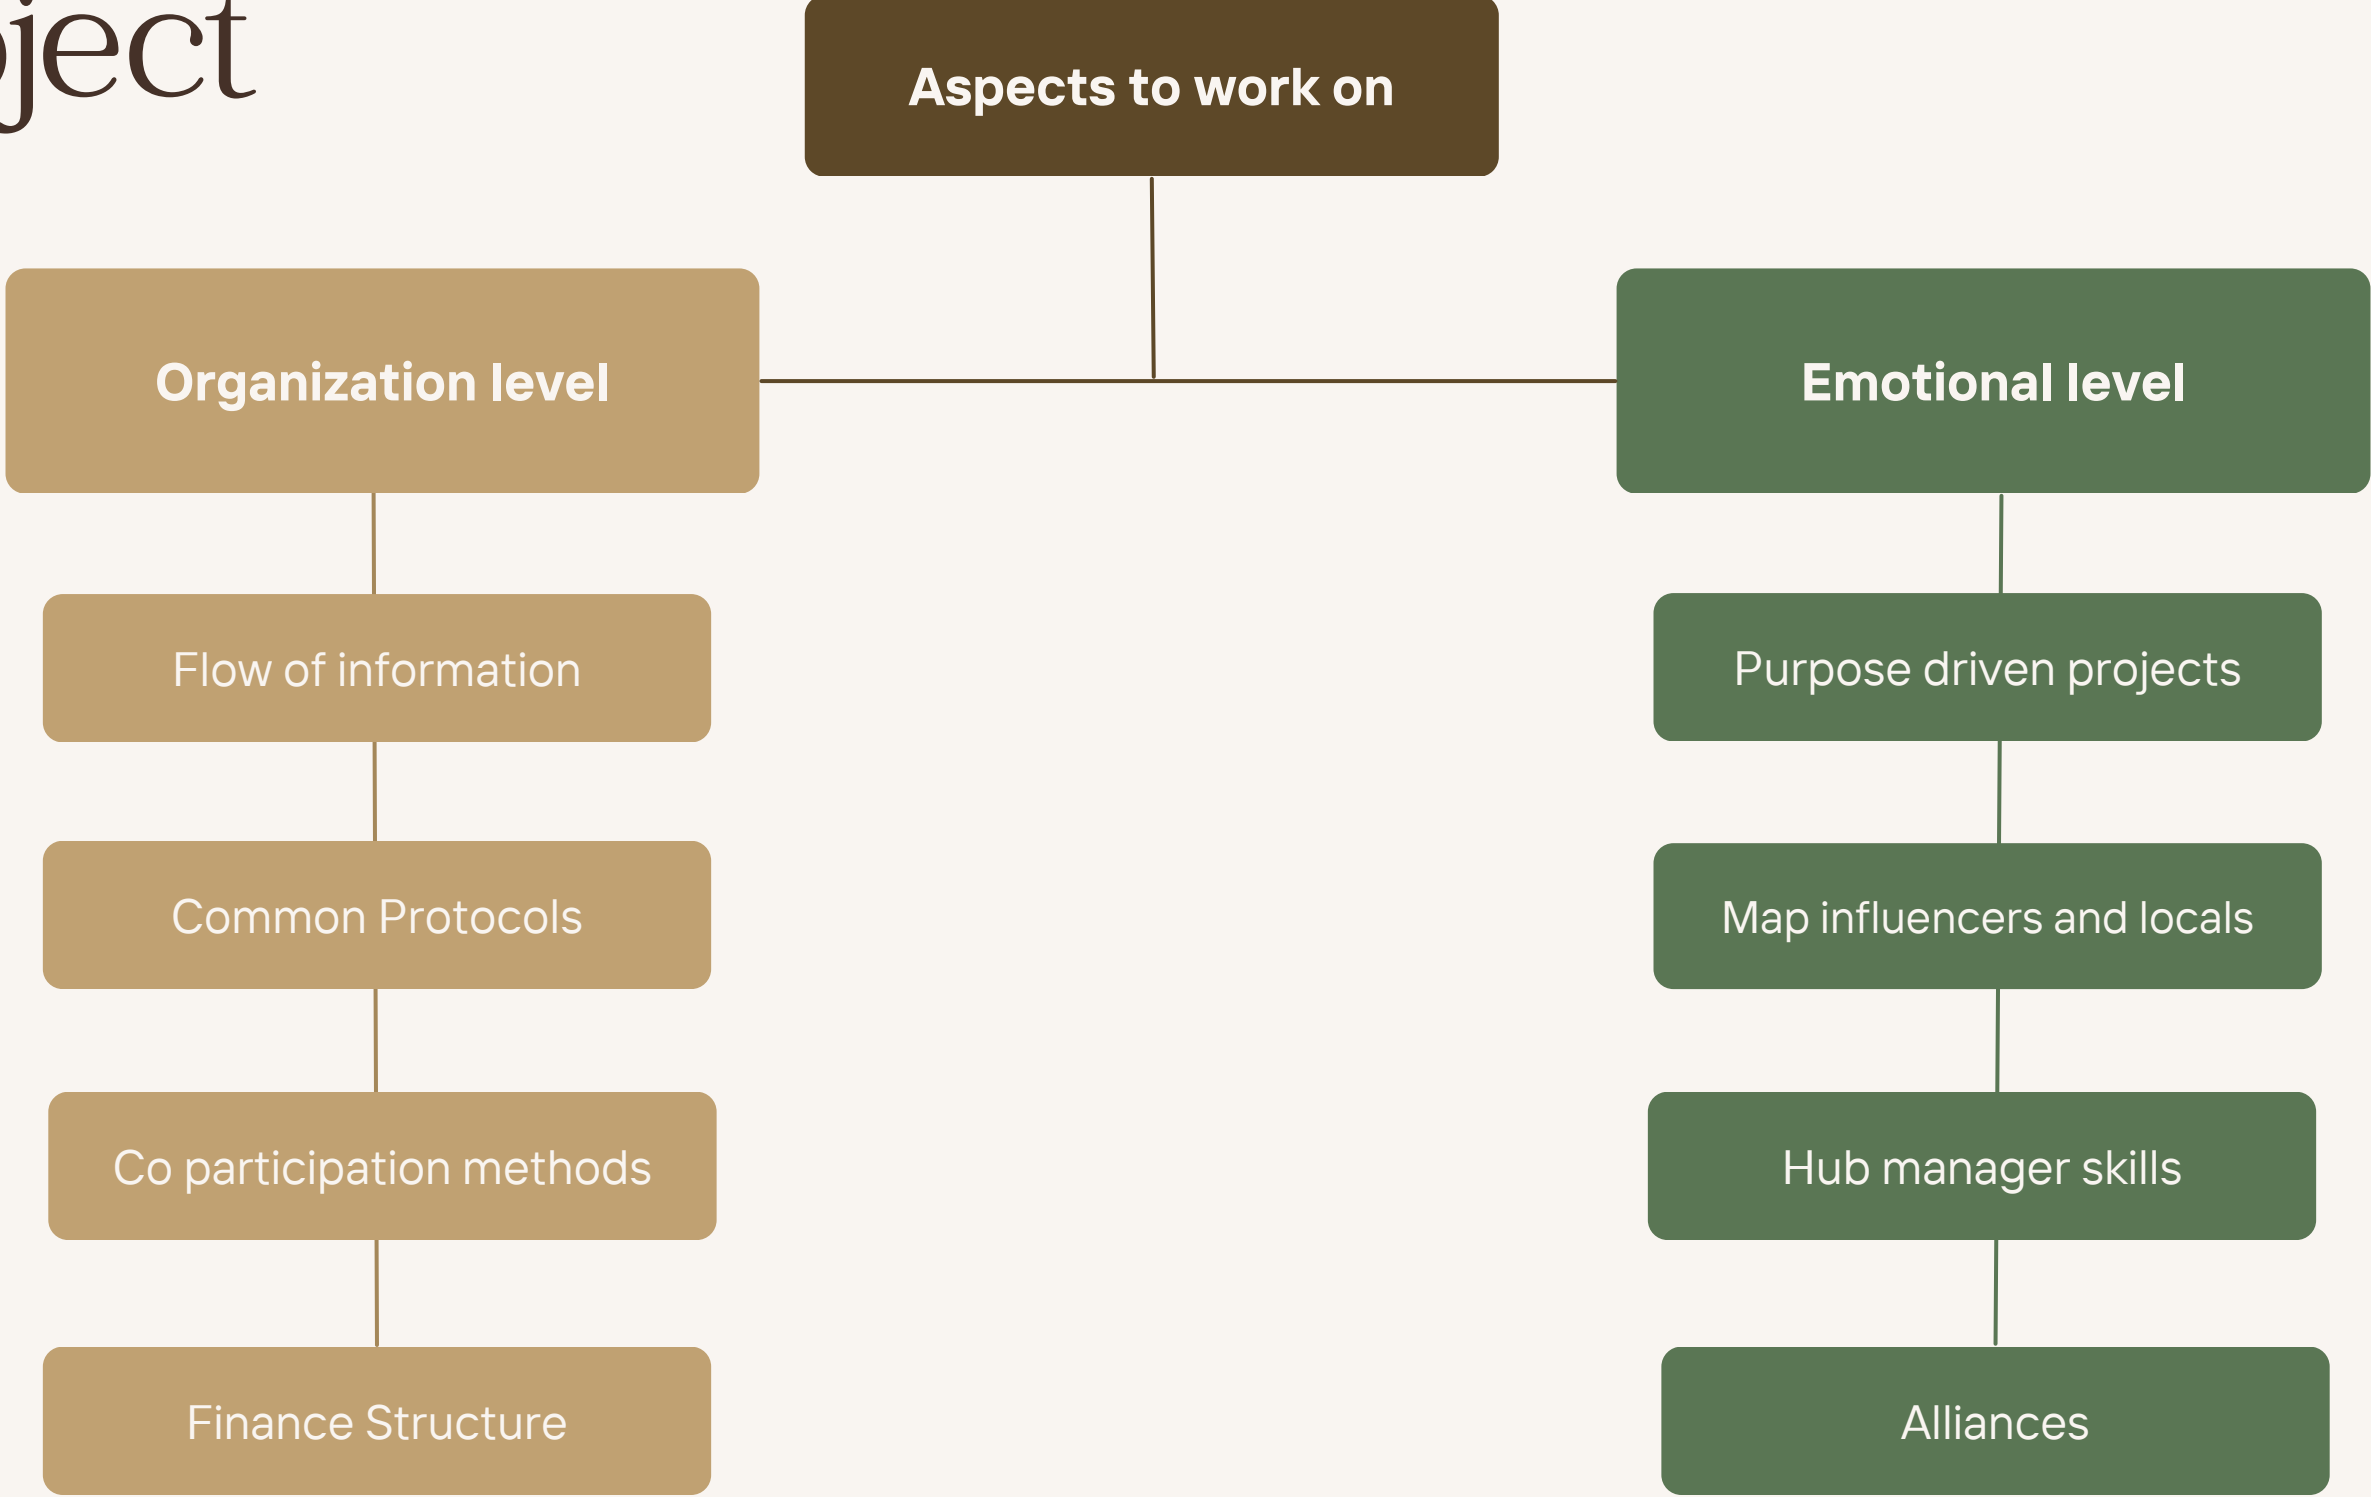 ject
Aspects to work on
Organization level
Emotional level
Flow of information
Purpose driven projects
Common Protocols
Map influencers and locals
Co participation methods
Hub manager skills
Finance Structure
Alliances